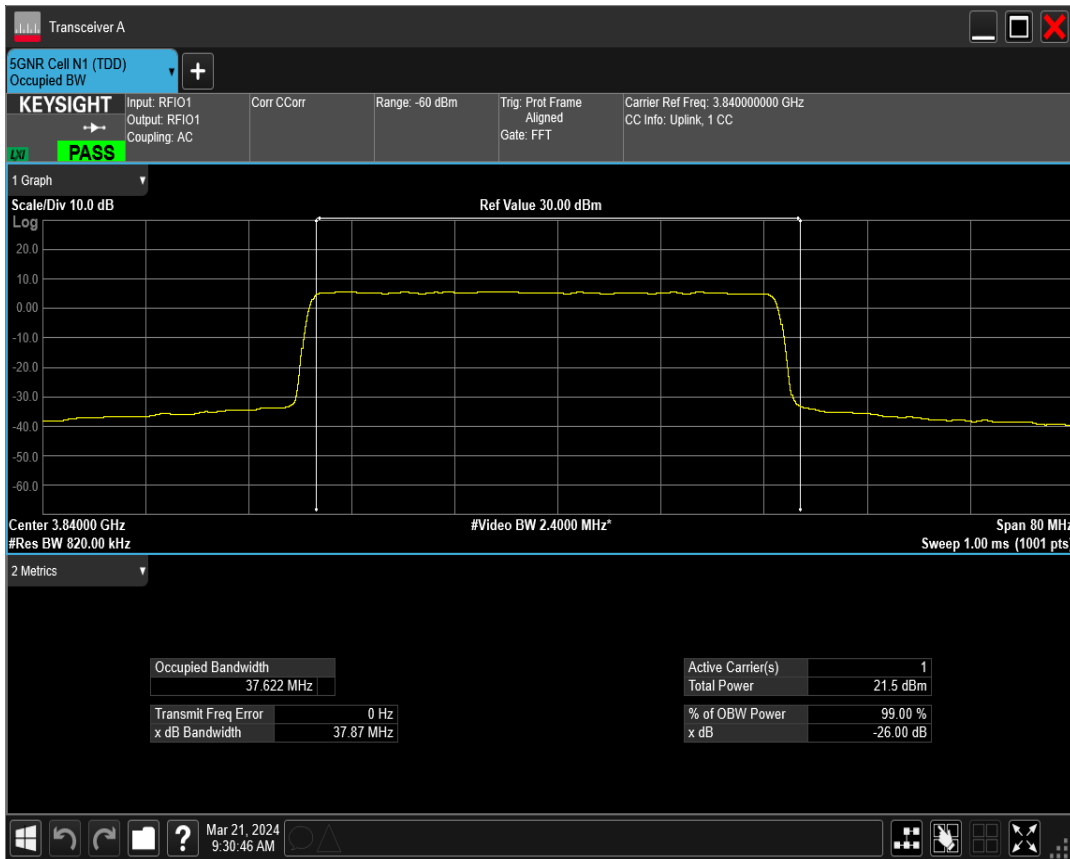 Transceiver A
5GNR Cell N1 (TDD)
Occupied BW
+
KEYSIGHT
LXI
PASS
Input: RFIO1
Output: RFIO1
Coupling: AC
Corr CCorr
Range: -60 dBm
Trig: Prot Frame
Aligned
Gate: FFT
Carrier Ref Freq: 3.840000000 GHz
CC Info: Uplink, 1 CC
1 Graph
Scale/Div 10.0 dB
Ref Value 30.00 dBm
Log
20.0
10.0
0.00
-10.0
-20.0
-30.0
-40.0
-50.0
-60.0
Center 3.84000 GHz
#Video BW 2.4000 MHz*
Span 80 MHz
#Res BW 820.00 kHz
Sweep 1.00 ms (1001 pts)
2 Metrics
Occupied Bandwidth
37.622 MHz
Transmit Freq Error 0 Hz
x dB Bandwidth 37.87 MHz
Active Carrier(s) 1
Total Power 21.5 dBm
% of OBW Power 99.00 %
x dB -26.00 dB
?
Mar 21, 2024
9:30:46 AM